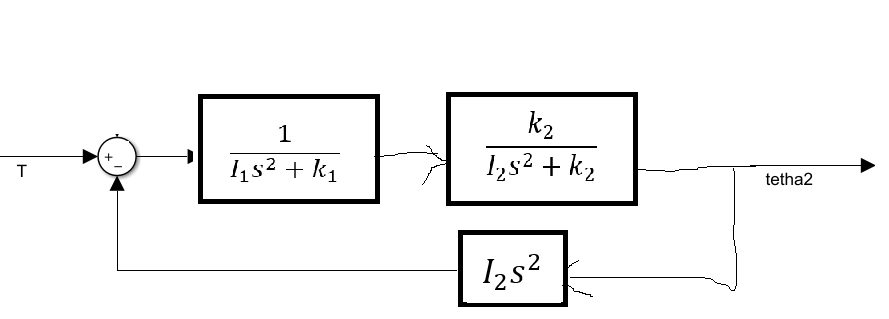 T
+
−
1
I₁s² + k₁
k₂
I₂s² + k₂
tetha2
I₂s²